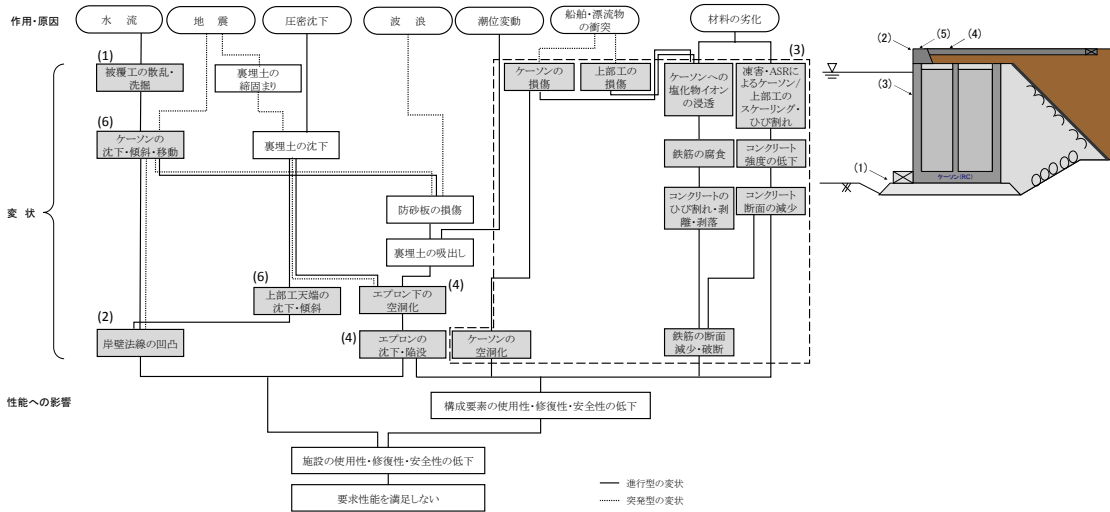 作用・原因
水 流
地 震
圧密沈下
波 浪
潮位変動
船舶・漂流物
の衝突
材料の劣化
変 状
(1)
被覆工の散乱・
洗掘
裏埋土の
締固まり
ケーソンの
損傷
上部工の
損傷
ケーソンへの
塩化物イオン
の浸透
(3)
凍害・ASRに
よるケーソン/
上部工の
スケーリング・
ひび割れ
(6)
ケーソンの
沈下・傾斜・移動
裏埋土の沈下
鉄筋の腐食
コンクリート
強度の低下
防砂板の損傷
コンクリートの
ひび割れ・剥
離・剥落
コンクリート
断面の減少
裏埋土の吸出し
(6)
上部工天端の
沈下・傾斜
エプロン下の
空洞化
(4)
(2)
岸壁法線の凹凸
(4)
エプロンの
沈下・陥没
ケーソンの
空洞化
鉄筋の断面
減少・破断
性能への影響
構成要素の使用性・修復性・安全性の低下
施設の使用性・修復性・安全性の低下
要求性能を満足しない
進行型の変状
突発型の変状
(2)
(5)
(4)
(3)
(1)
ケーソン(RC)